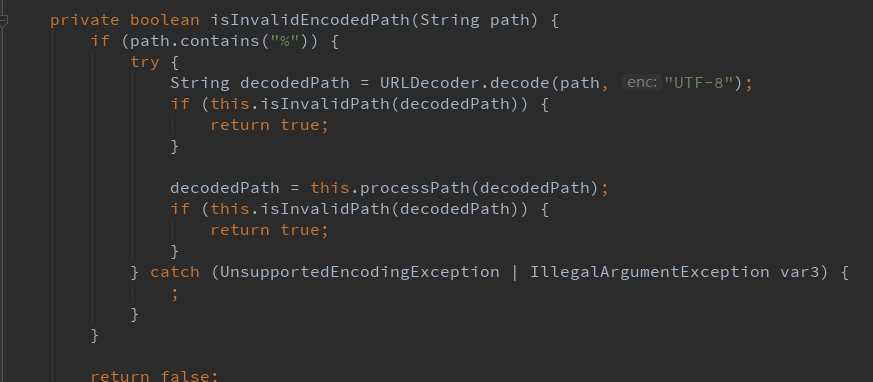 private boolean isInvalidEncodedPath(String path) {
if (path.contains("%")) {
try {
String decodedPath = URLDecoder.decode(path, enc: "UTF-8");
if (this.isInvalidPath(decodedPath)) {
return true;
}
decodedPath = this.processPath(decodedPath);
if (this.isInvalidPath(decodedPath)) {
return true;
}
} catch (UnsupportedEncodingException | IllegalArgumentException var3) {
;
}
}
return false;